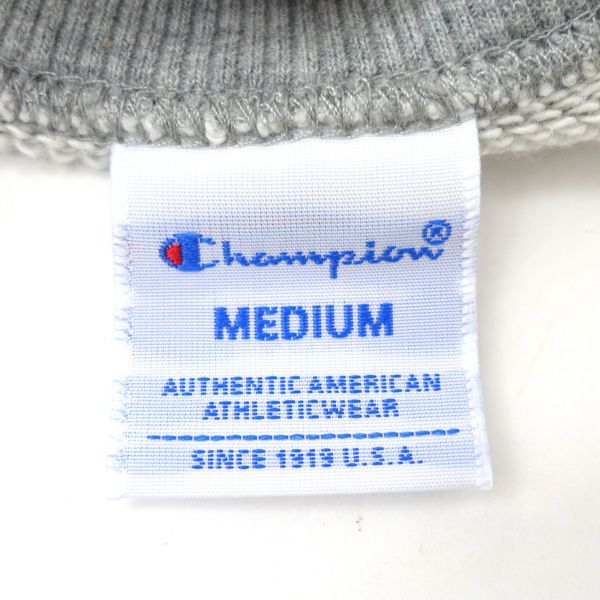 Champion®
MEDIUM
AUTHENTIC AMERICAN
ATHLETICWEAR
SINCE 1919 U.S.A.